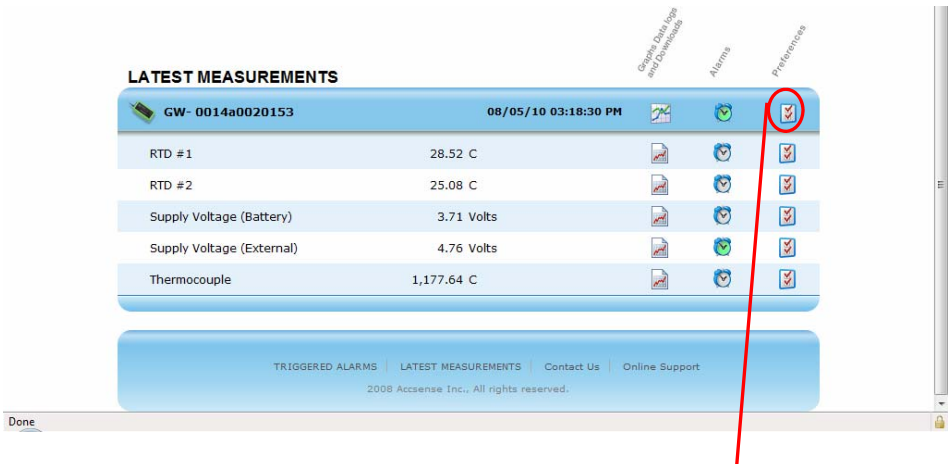 Graphs Data logs
and Downloads
Alarms
Preferences
LATEST MEASUREMENTS
GW- 0014a0020153 08/05/10 03:18:30 PM
RTD #1 28.52 C
RTD #2 25.08 C
Supply Voltage (Battery) 3.71 Volts
Supply Voltage (External) 4.76 Volts
Thermocouple 1,177.64 C
TRIGGERED ALARMS | LATEST MEASUREMENTS | Contact Us | Online Support
2008 Accsense Inc., All rights reserved.
Done